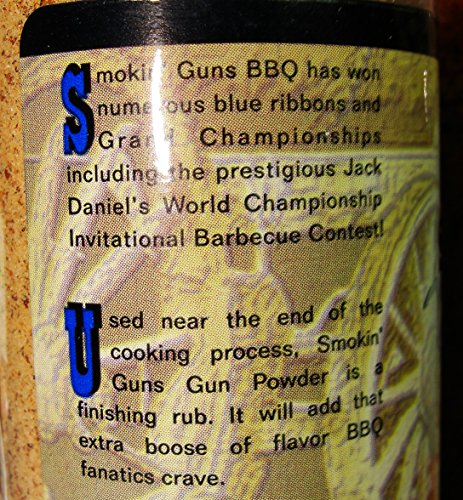 Smokin' Guns BBQ has won
numerous blue ribbons and
Grand Championships
including the prestigious Jack
Daniel's World Championship
Invitational Barbecue Contest!
Used near the end of the
cooking process, Smokin'
Guns Gun Powder is a
finishing rub. It will add that
extra boose of flavor BBQ
fanatics crave.